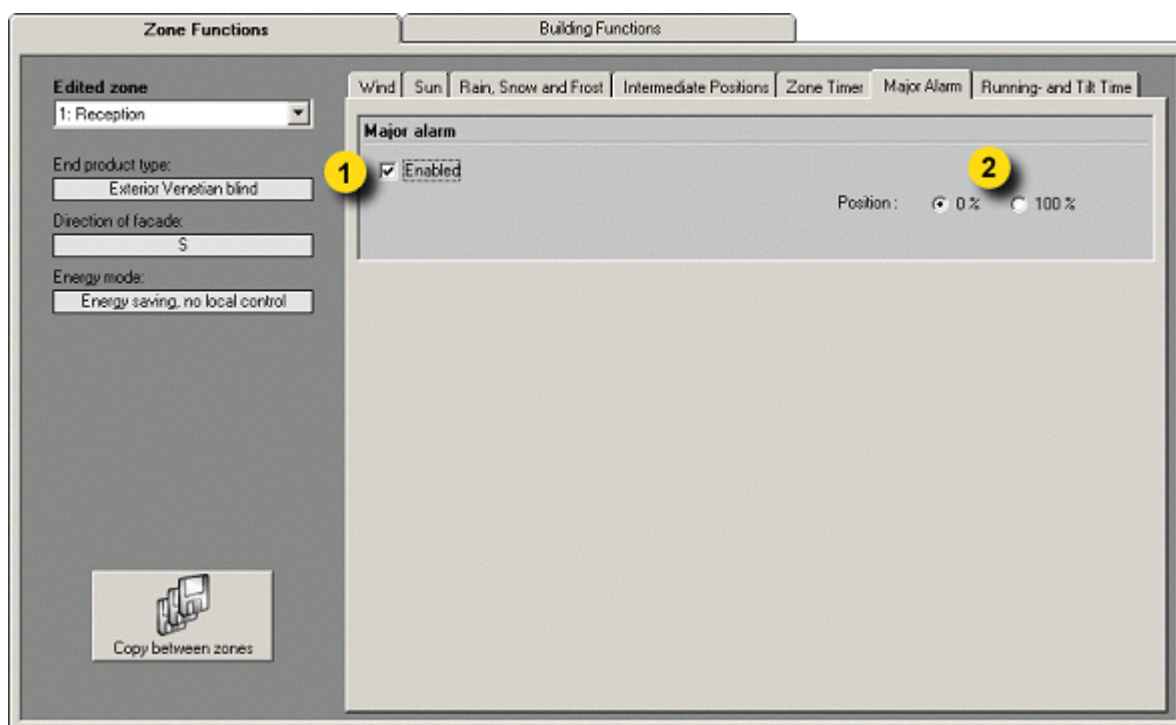 Zone Functions
Building Functions
Edited zone
1: Reception
End product type:
Exterior Venetian blind
Direction of facade:
S
Energy mode:
Energy saving, no local control
Copy between zones
Wind
Sun
Rain, Snow and Frost
Intermediate Positions
Zone Timer
Major Alarm
Running- and Tilt Time
Major alarm
1
Enabled
2
Position :
0 %
100 %